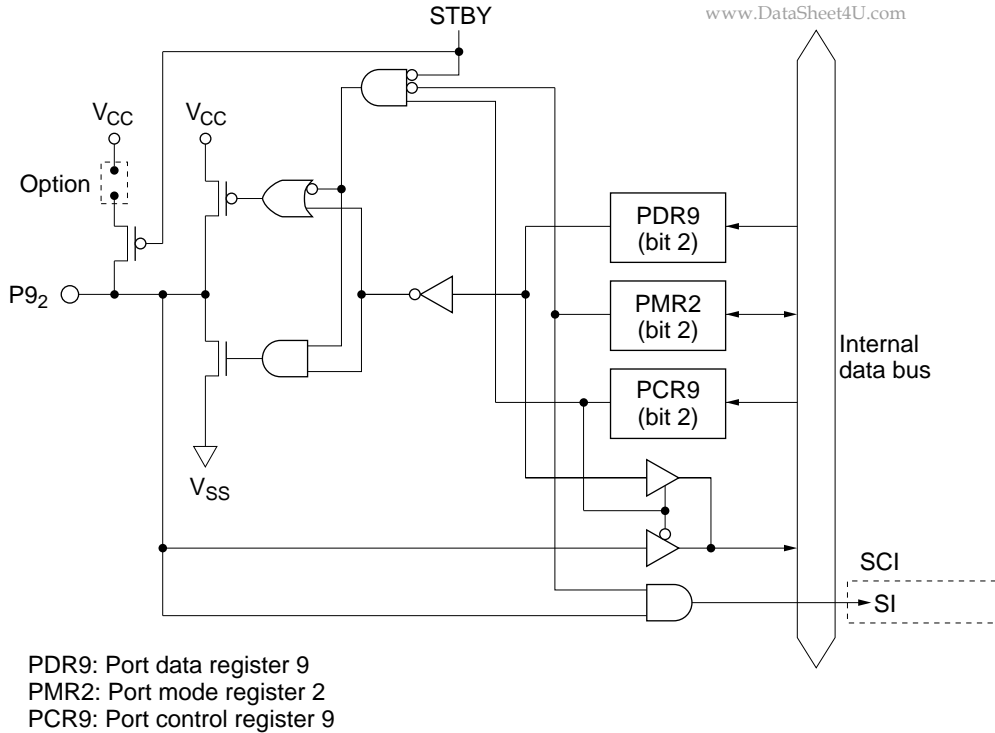 STBY
www.DataSheet4U.com
VCC
VCC
Option
PDR9
(bit 2)
P92
PMR2
(bit 2)
Internal
data bus
PCR9
(bit 2)
VSS
SCI
SI
PDR9: Port data register 9
PMR2: Port mode register 2
PCR9: Port control register 9